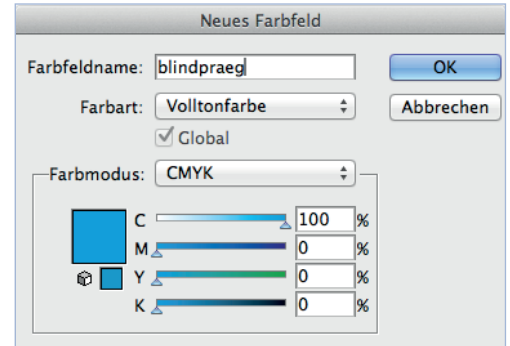 Neues Farbfeld
Farbfeldname: blindpraeg OK
Farbart: Volltonfarbe Abbrechen
Global
Farbmodus: CMYK
C 100 %
M 0 %
Y 0 %
K 0 %